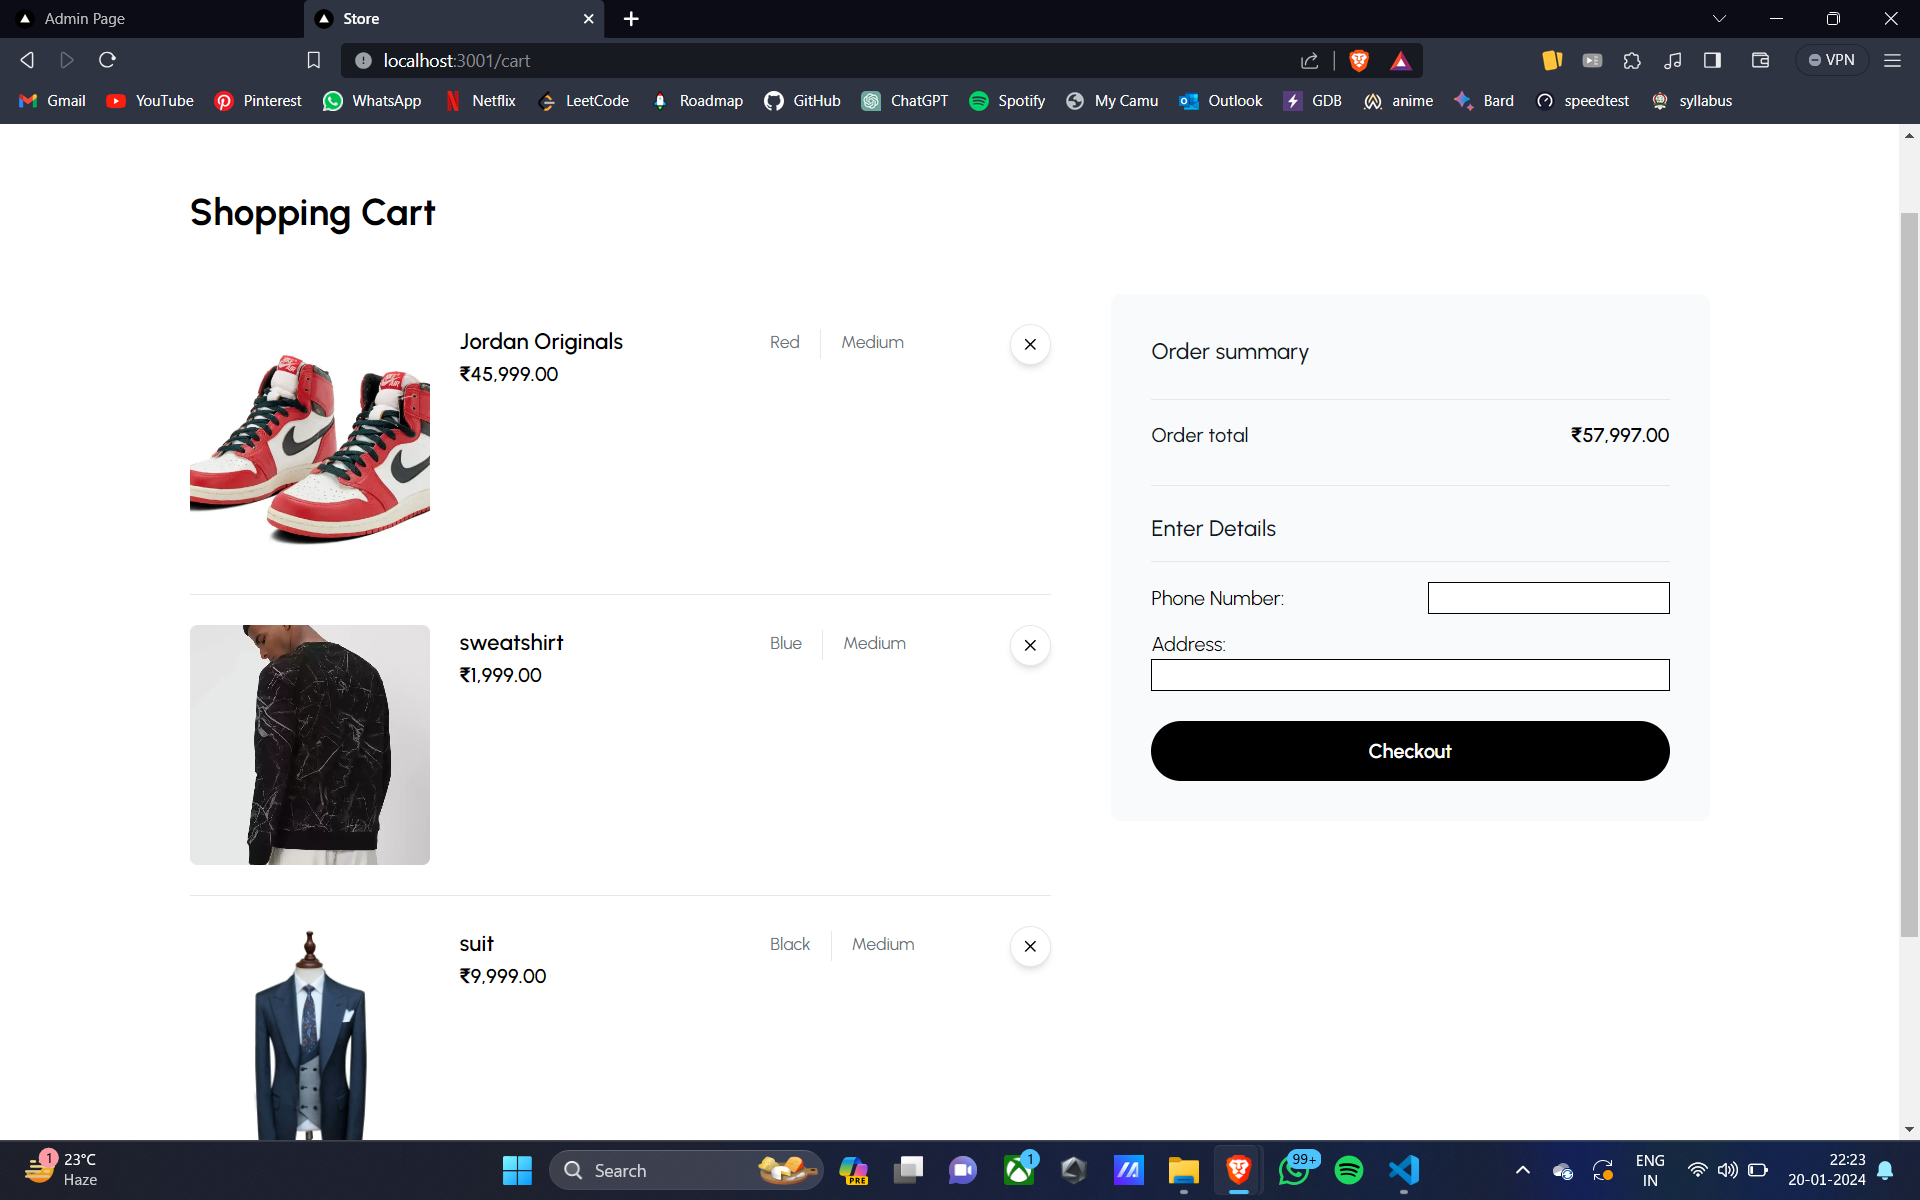 Admin Page
Store
localhost:3001/cart
VPN
Gmail
YouTube
Pinterest
WhatsApp
Netflix
LeetCode
Roadmap
GitHub
ChatGPT
Spotify
My Camu
Outlook
GDB
anime
Bard
speedtest
syllabus
Shopping Cart
Jordan Originals
₹45,999.00
Red
Medium
sweatshirt
₹1,999.00
Blue
Medium
suit
₹9,999.00
Black
Medium
Order summary
Order total
₹57,997.00
Enter Details
Phone Number:
Address:
Checkout
1
23°C
Haze
Search
PRE
1
99+
ENG
IN
22:23
20-01-2024